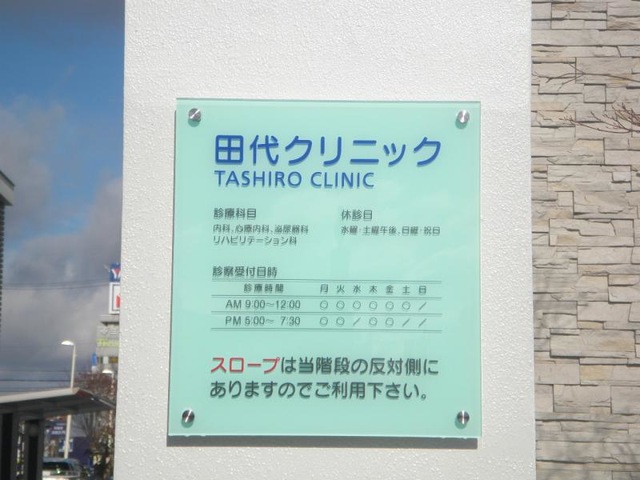 田代クリニック
TASHIRO CLINIC
診療科目
内科、心療内科、泌尿器科
リハビリテーション科
休診日
水曜・土曜午後、日曜・祝日
診察受付日時
診療時間 月 火 水 木 金 土 日
AM 9:00〜12:00 ○ ○ ○ ○ ○ ○ /
PM 5:00〜 7:30 ○ ○ / ○ ○ / /
スロープは当階段の反対側に
ありますのでご利用下さい。